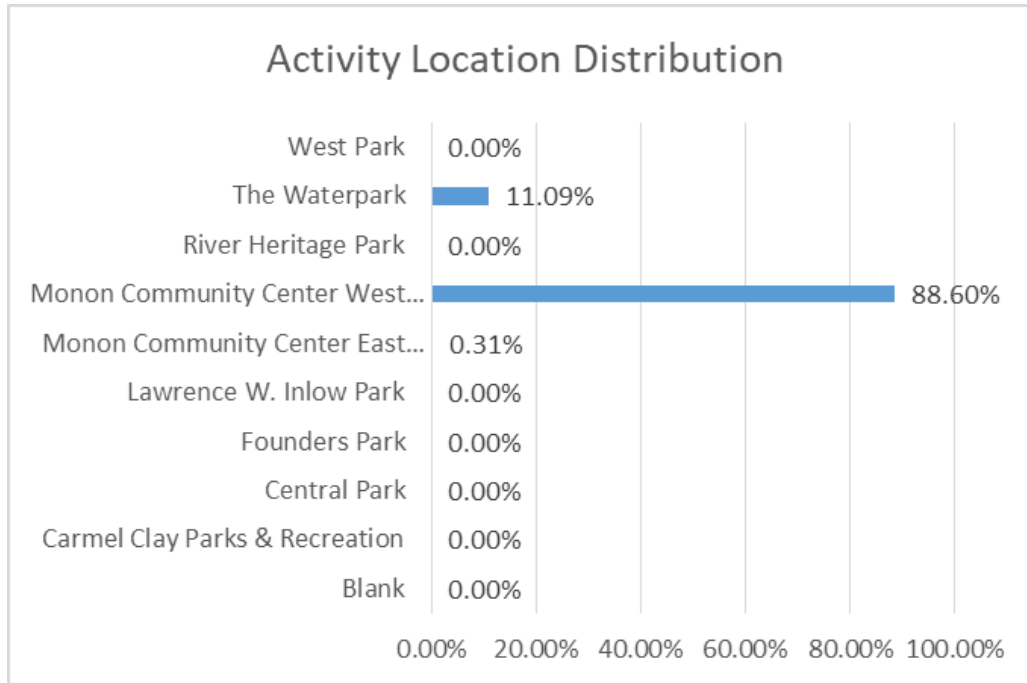 Activity Location Distribution
West Park 0.00%
The Waterpark 11.09%
River Heritage Park 0.00%
Monon Community Center West... 88.60%
Monon Community Center East... 0.31%
Lawrence W. Inlow Park 0.00%
Founders Park 0.00%
Central Park 0.00%
Carmel Clay Parks & Recreation 0.00%
Blank 0.00%
0.00% 20.00% 40.00% 60.00% 80.00% 100.00%